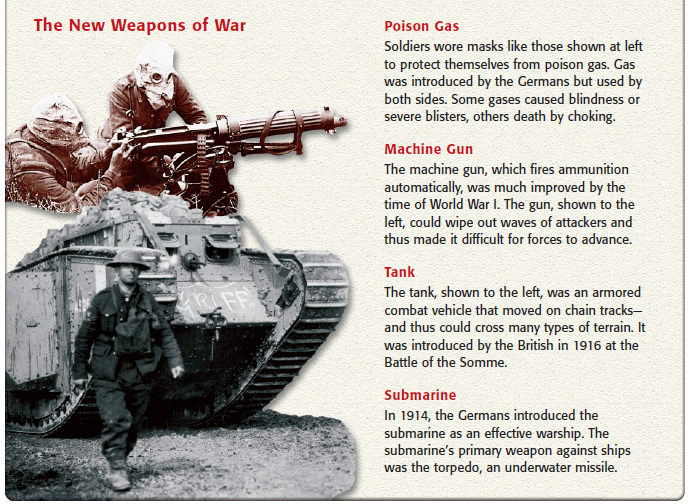 The New Weapons of War
Poison Gas
Soldiers wore masks like those shown at left
to protect themselves from poison gas. Gas
was introduced by the Germans but used by
both sides. Some gases caused blindness or
severe blisters, others death by choking.
Machine Gun
The machine gun, which fires ammunition
automatically, was much improved by the
time of World War I. The gun, shown to the
left, could wipe out waves of attackers and
thus made it difficult for forces to advance.
Tank
The tank, shown to the left, was an armored
combat vehicle that moved on chain tracks—
and thus could cross many types of terrain. It
was introduced by the British in 1916 at the
Battle of the Somme.
Submarine
In 1914, the Germans introduced the
submarine as an effective warship. The
submarine's primary weapon against ships
was the torpedo, an underwater missile.